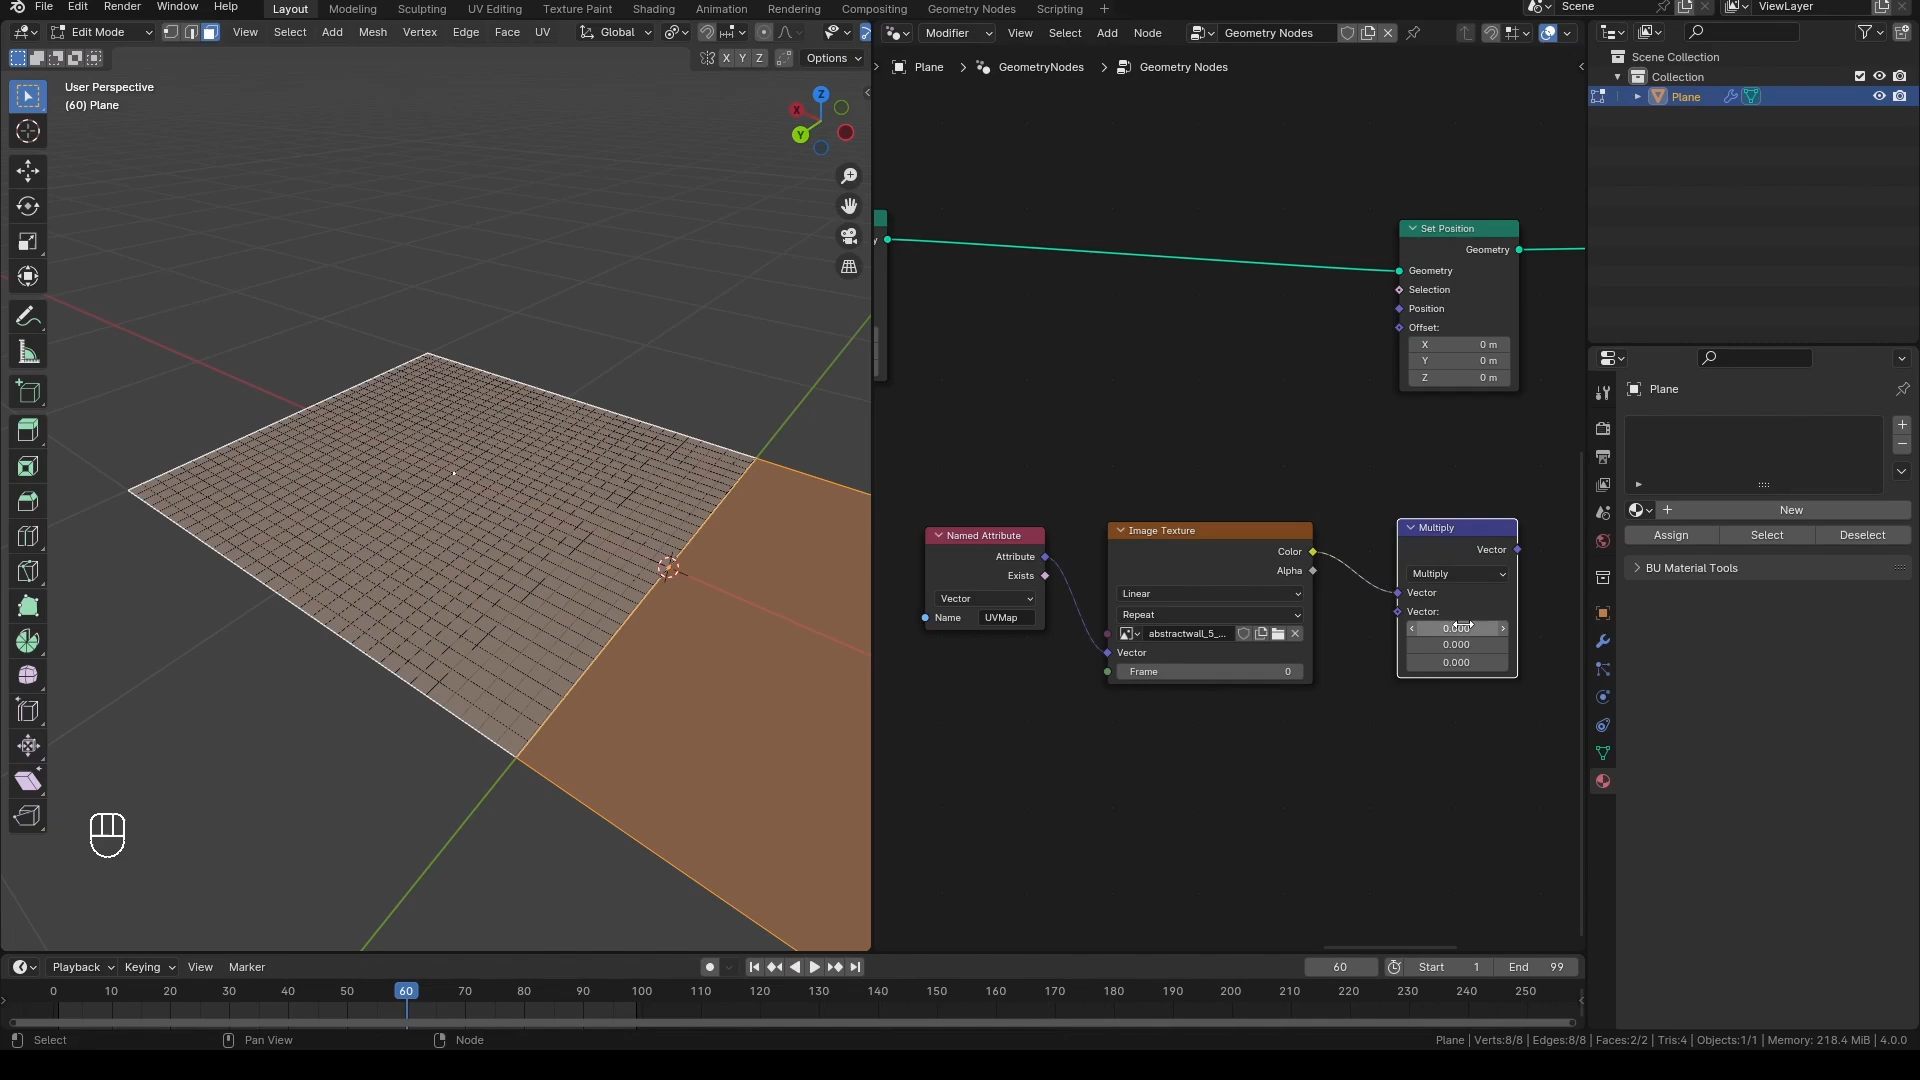 File Edit Render Window Help Layout Modeling Sculpting UV Editing Texture Paint Shading Animation Rendering Compositing Geometry Nodes Scripting + Scene ViewLayer
Edit Mode View Select Add Mesh Vertex Edge Face UV Global Modifier View Select Add Node Geometry Nodes
X Y Z Options Plane GeometryNodes Geometry Nodes
Scene Collection
Collection
Plane
User Perspective
(60) Plane
Z
X
Y
Set Position
Geometry
Geometry
Selection
Position
Offset:
X 0 m
Y 0 m
Z 0 m
y
Plane
New
Assign Select Deselect
BU Material Tools
Named Attribute
Attribute
Exists
Vector
Name UVMap
Image Texture
Color
Alpha
Linear
Repeat
abstractwall_5_...
Vector
Frame 0
Multiply
Vector
Multiply
Vector
Vector:
0.000
0.000
0.000
Playback Keying View Marker 60 Start 1 End 99
0 10 20 30 40 50 60 70 80 90 100 110 120 130 140 150 160 170 180 190 200 210 220 230 240 250
Select Pan View Node Plane | Verts:8/8 | Edges:8/8 | Faces:2/2 | Tris:4 | Objects:1/1 | Memory: 218.4 MiB | 4.0.0